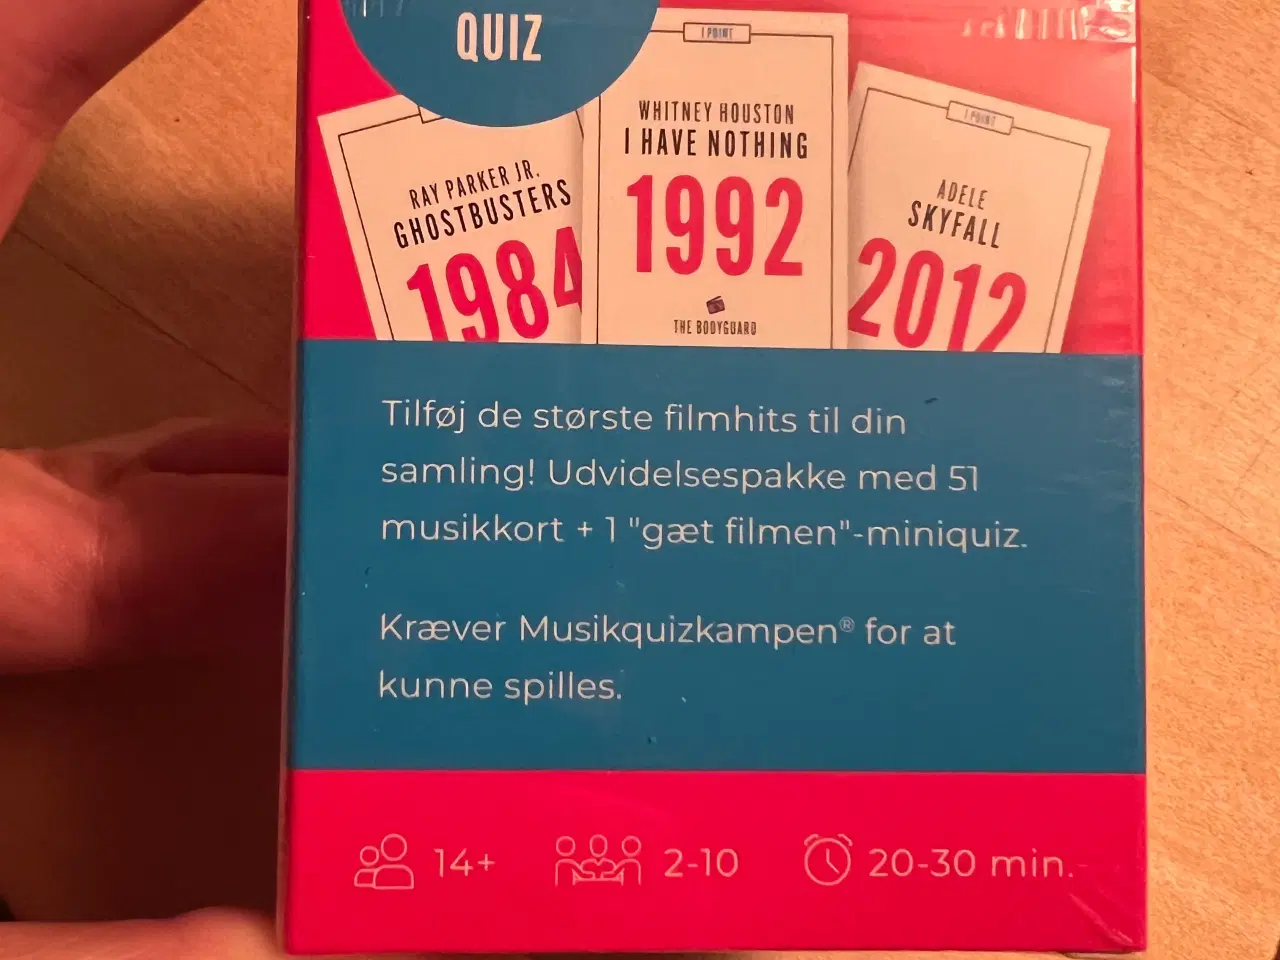 QUIZ
1 POINT
RAY PARKER JR.
GHOSTBUSTERS
1984
1 POINT
WHITNEY HOUSTON
I HAVE NOTHING
1992
THE BODYGUARD
1 POINT
ADELE
SKYFALL
2012
Tilføj de største filmhits til din
samling! Udvidelsespakke med 51
musikkort + 1 "gæt filmen"-miniquiz.
Kræver Musikquizkampen® for at
kunne spilles.
14+
2-10
20-30 min.